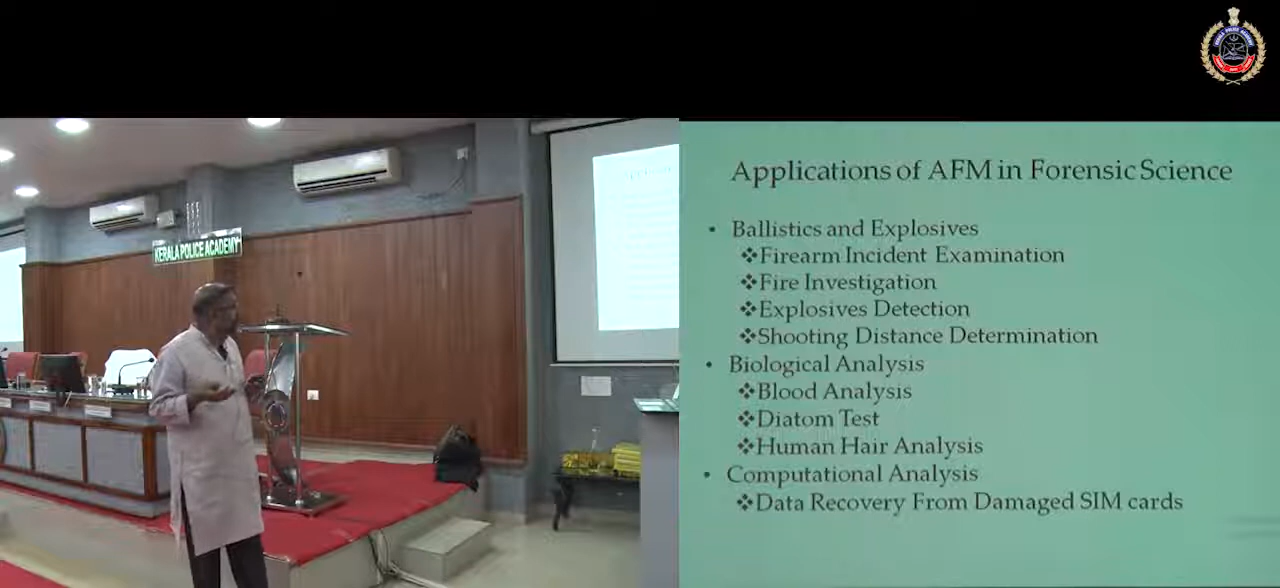 KERALA POLICE ACADEMY
Applications of AFM in Forensic Science
• Ballistics and Explosives
❖Firearm Incident Examination
❖Fire Investigation
❖Explosives Detection
❖Shooting Distance Determination
• Biological Analysis
❖Blood Analysis
❖Diatom Test
❖Human Hair Analysis
• Computational Analysis
❖Data Recovery From Damaged SIM cards